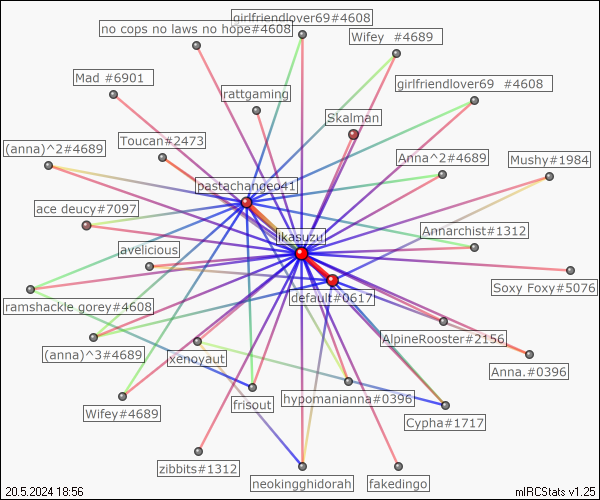 girlfriendlover69#4608
no cops no laws no hope#4608
Wifey #4689
Mad #6901
girlfriendlover69 #4608
rattgaming
Skalman
Toucan#2473
(anna)^2#4689
Anna^2#4689
Mushy#1984
pastachangeo41
ace deucy#7097
ikasuzu
Annarchist#1312
avelicious
Soxy Foxy#5076
default#0617
ramshackle gorey#4608
AlpineRooster#2156
(anna)^3#4689
xenoyaut
Anna.#0396
hypomanianna#0396
frisout
Wifey#4689
Cypha#1717
zibbits#1312
neokingghidorah
fakedingo
20.5.2024 18:56
mIRCStats v1.25